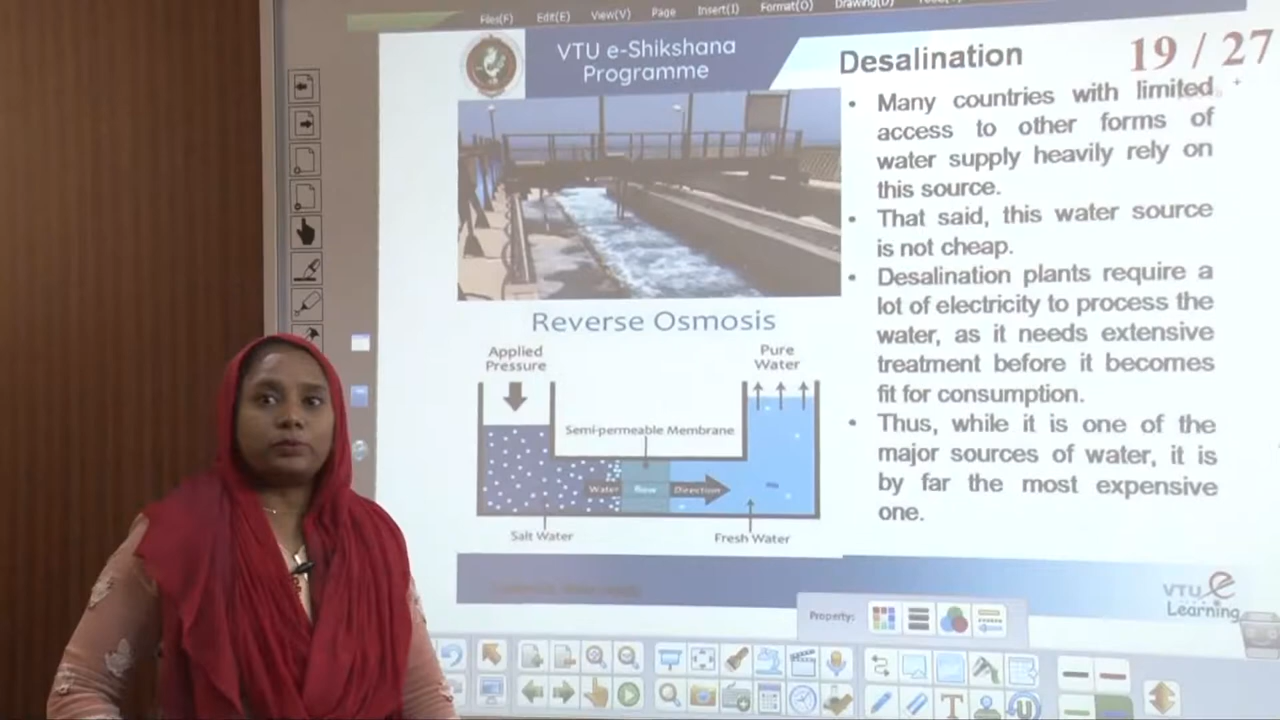 Files(F) Edit(E) View(V) Page Insert(I) Format(O) Drawing(D)
VTU e-Shikshana
Programme
Desalination
19 / 27
• Many countries with limited
access to other forms of
water supply heavily rely on
this source.
• That said, this water source
is not cheap.
• Desalination plants require a
lot of electricity to process the
water, as it needs extensive
treatment before it becomes
fit for consumption.
• Thus, while it is one of the
major sources of water, it is
by far the most expensive
one.
Reverse Osmosis
Applied
Pressure
Pure
Water
Semi-permeable Membrane
Water flow Direction
Salt Water
Fresh Water
VTU e
Learning
Property: